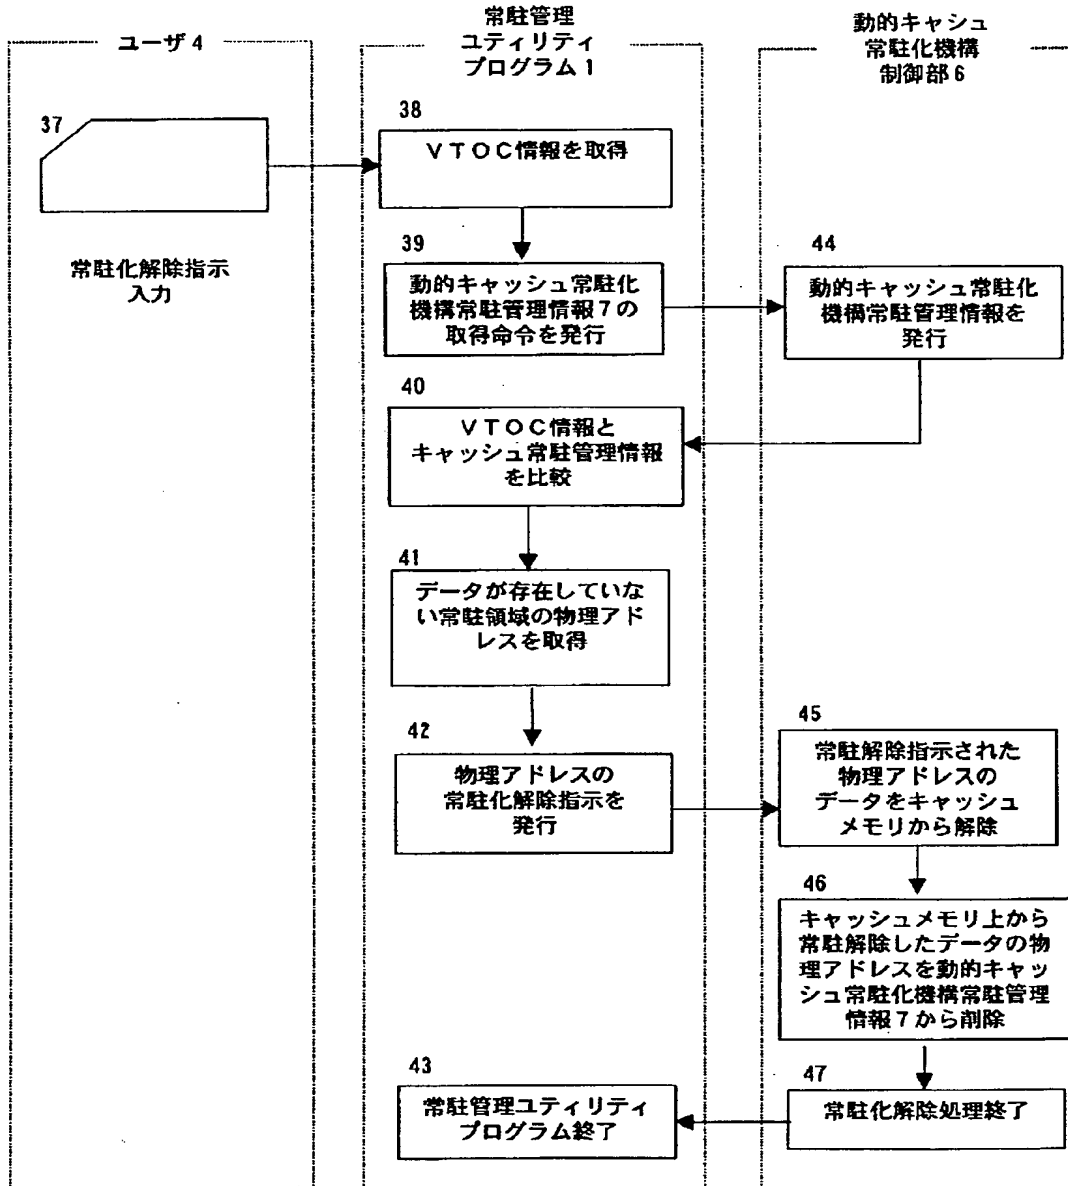 ユーザ4
常駐管理
ユティリティ
プログラム1
動的キャシュ
常駐化機構
制御部6
37
常駐化解除指示
入力
38
VTOC情報を取得
39
動的キャッシュ常駐化
機構常駐管理情報7の
取得命令を発行
44
動的キャッシュ常駐化
機構常駐管理情報を
発行
40
VTOC情報と
キャッシュ常駐管理情報
を比較
41
データが存在していな
い常駐領域の物理アド
レスを取得
42
物理アドレスの
常駐化解除指示を
発行
45
常駐解除指示された
物理アドレスの
データをキャッシュ
メモリから解除
46
キャッシュメモリ上から
常駐解除したデータの物
理アドレスを動的キャッ
シュ常駐化機構常駐管理
情報7から削除
43
常駐管理ユティリティ
プログラム終了
47
常駐化解除処理終了